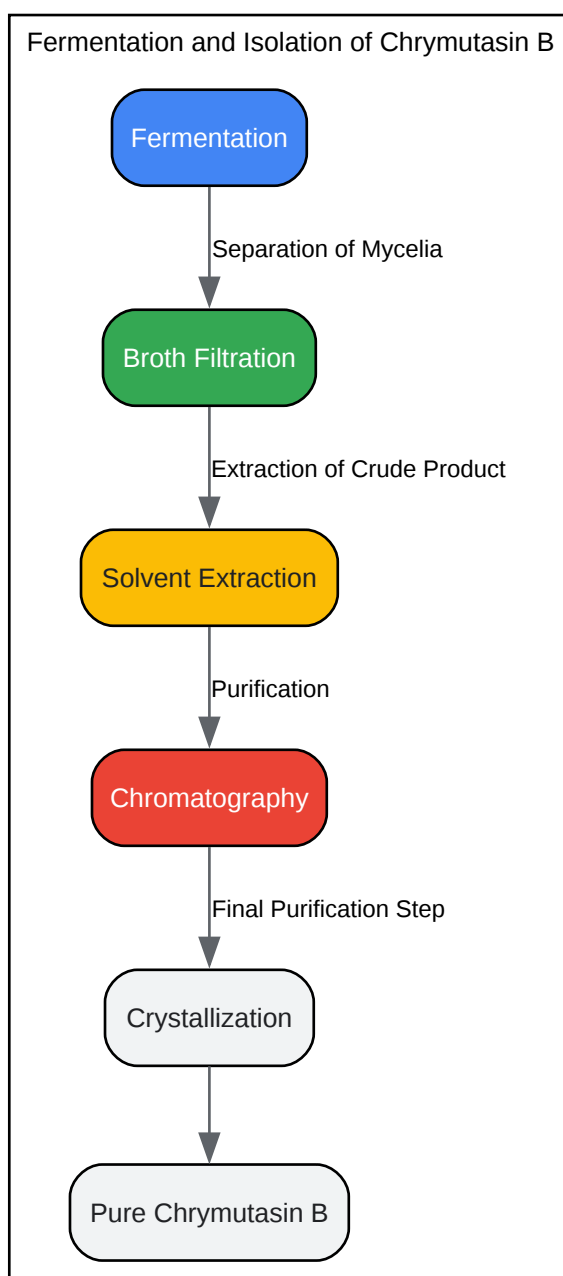 Fermentation and Isolation of Chrymutasin B
Fermentation
Separation of Mycelia
Broth Filtration
Extraction of Crude Product
Solvent Extraction
Purification
Chromatography
Final Purification Step
Crystallization
Pure Chrymutasin B